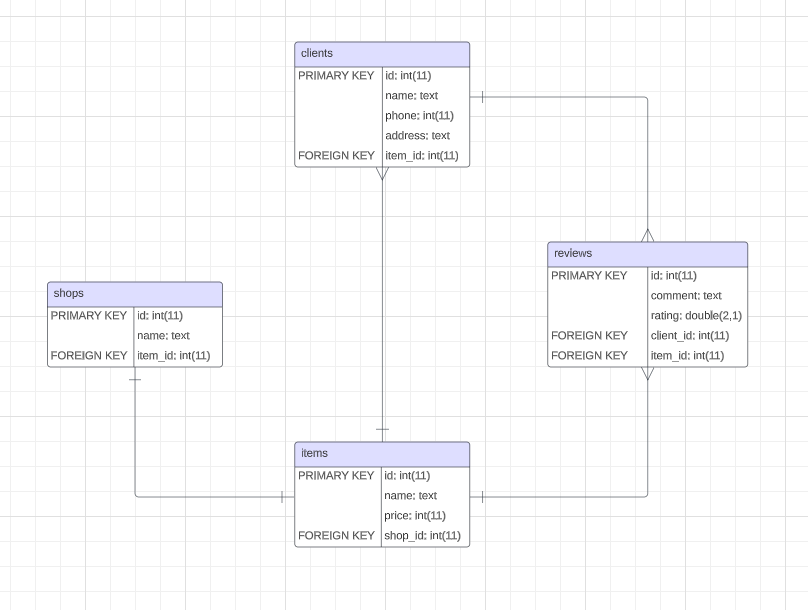 clients
PRIMARY KEY id: int(11)
name: text
phone: int(11)
address: text
FOREIGN KEY item_id: int(11)
reviews
PRIMARY KEY id: int(11)
comment: text
rating: double(2,1)
FOREIGN KEY client_id: int(11)
FOREIGN KEY item_id: int(11)
shops
PRIMARY KEY id: int(11)
name: text
FOREIGN KEY item_id: int(11)
items
PRIMARY KEY id: int(11)
name: text
price: int(11)
FOREIGN KEY shop_id: int(11)